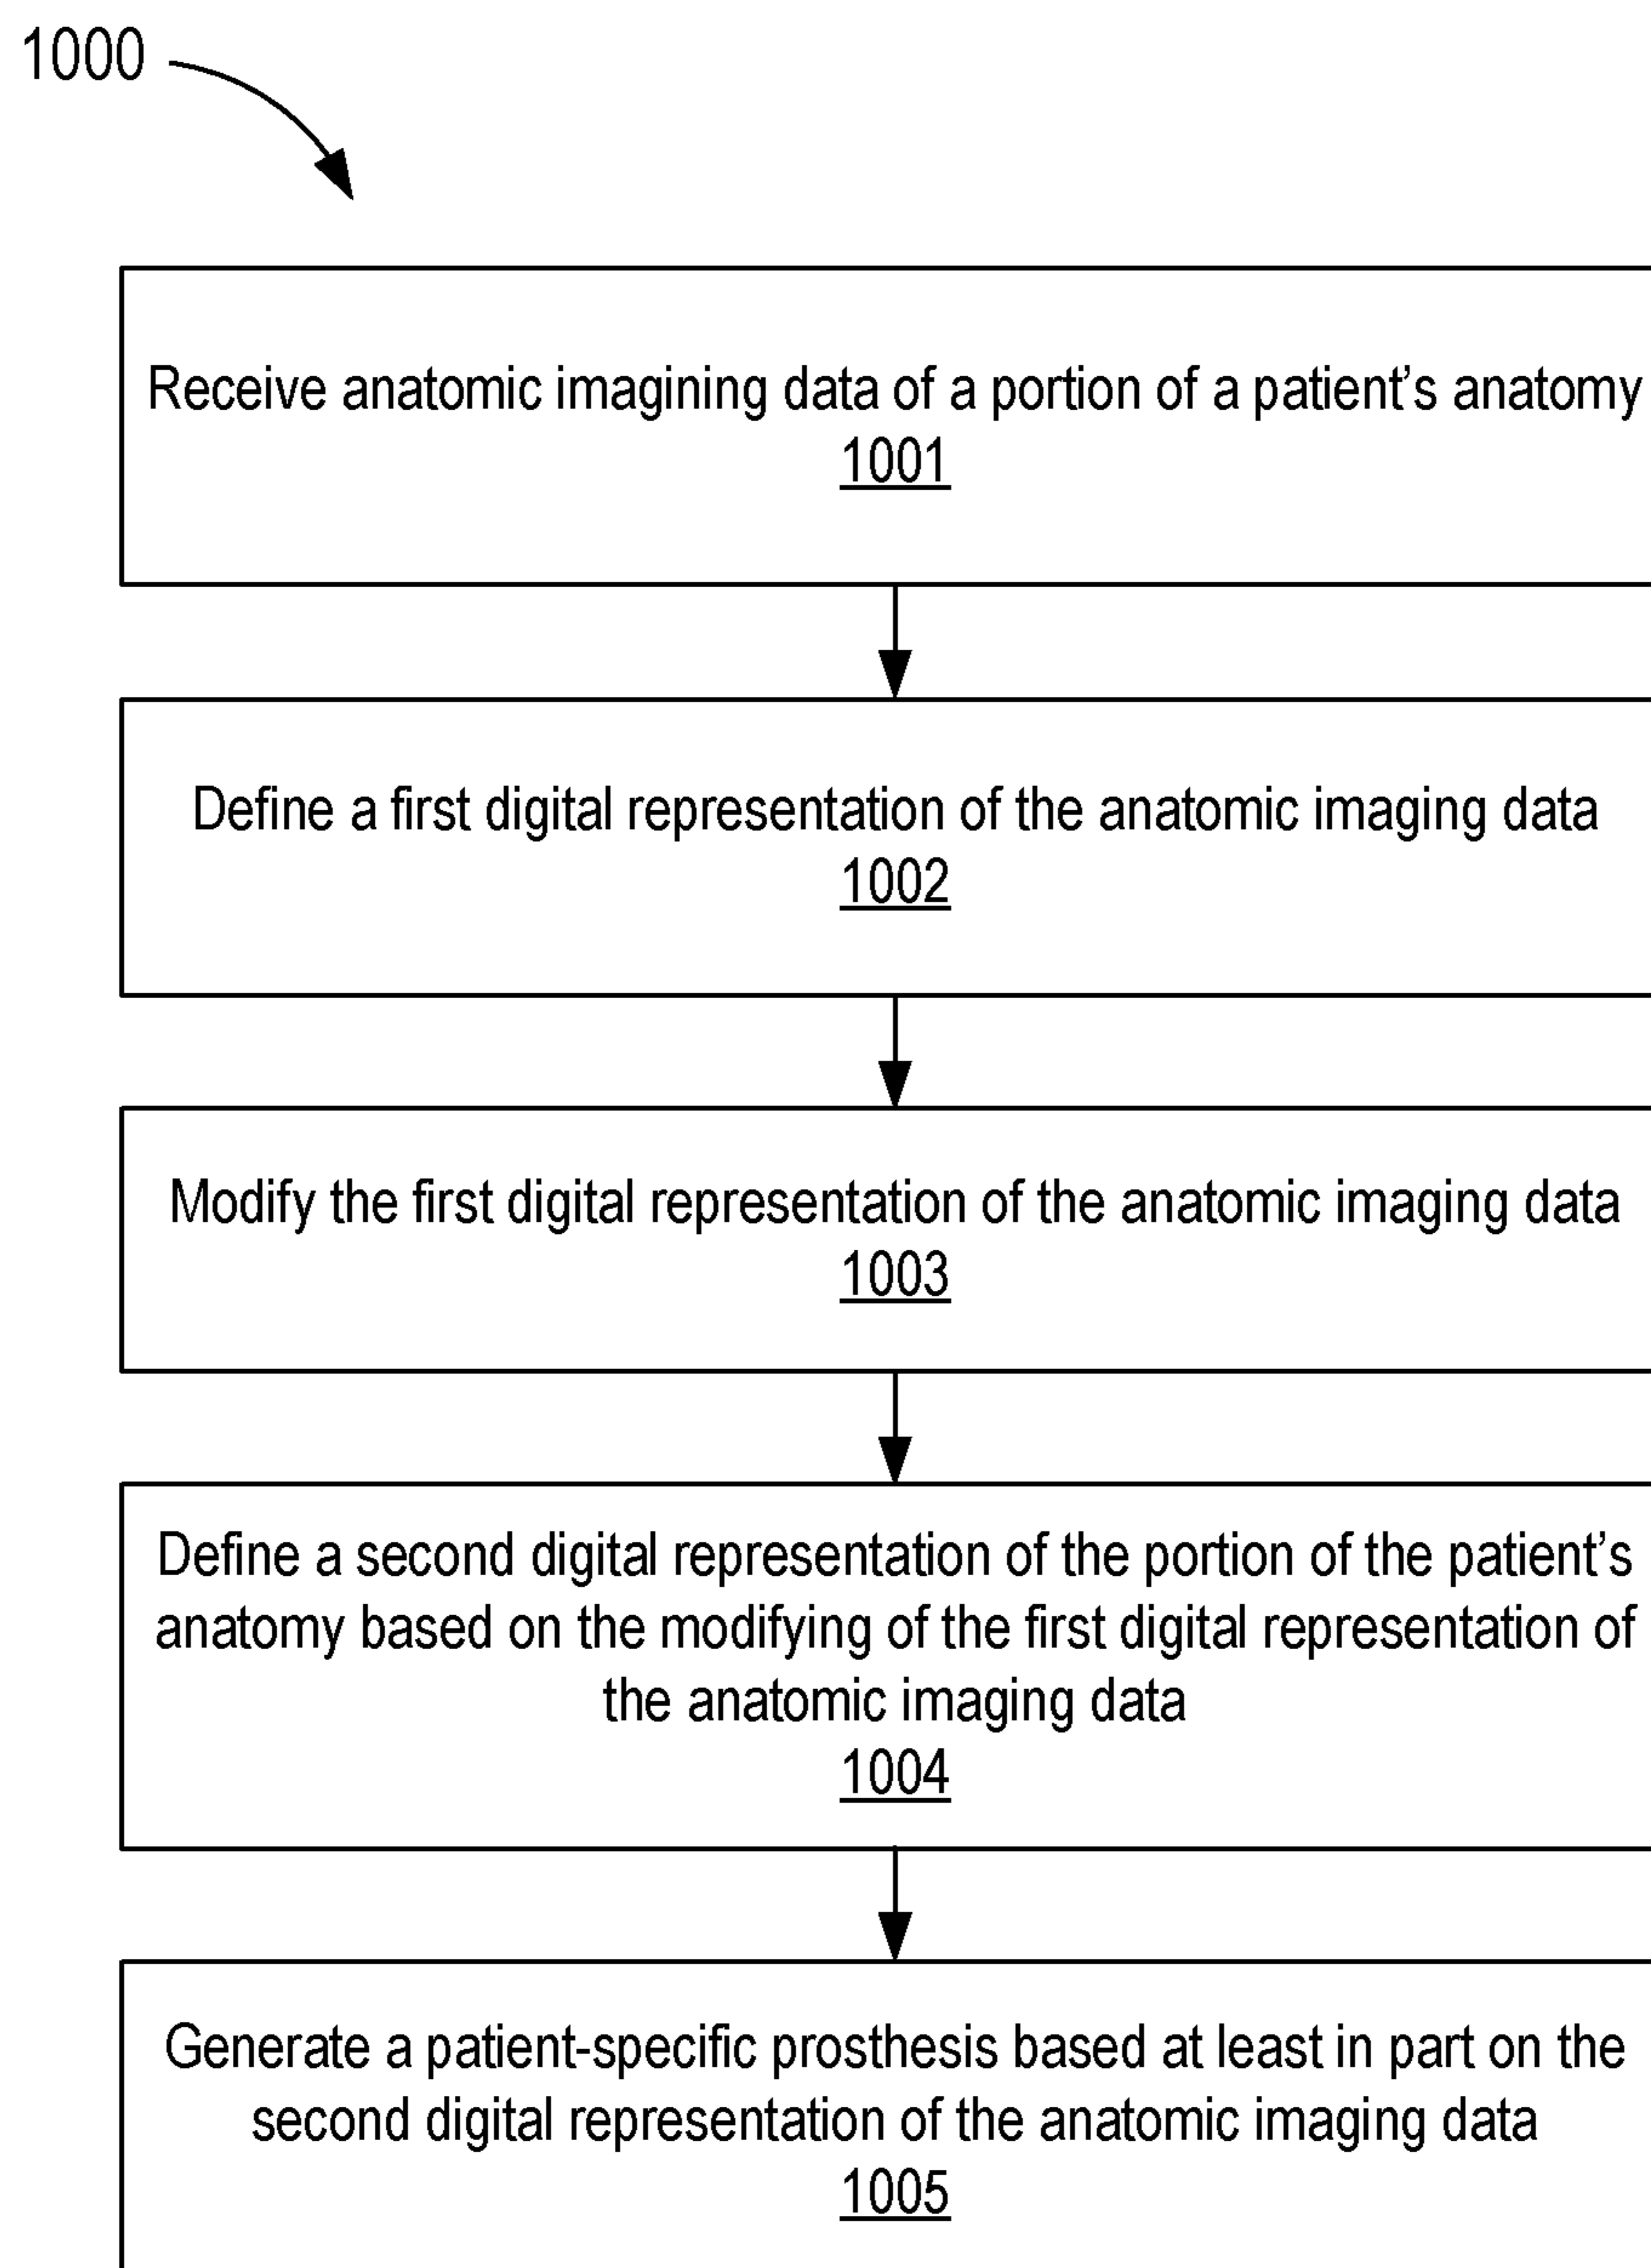 1000
Receive anatomic imagining data of a portion of a patient's anatomy
1001
Define a first digital representation of the anatomic imaging data
1002
Modify the first digital representation of the anatomic imaging data
1003
Define a second digital representation of the portion of the patient's
anatomy based on the modifying of the first digital representation of
the anatomic imaging data
1004
Generate a patient-specific prosthesis based at least in part on the
second digital representation of the anatomic imaging data
1005